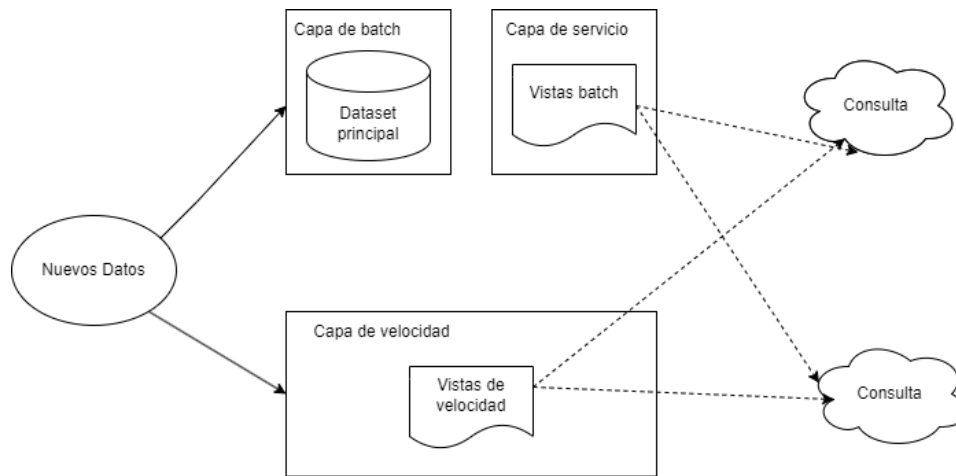 Capa de batch
Dataset
principal
Capa de servicio
Vistas batch
Consulta
Nuevos Datos
Capa de velocidad
Vistas de
velocidad
Consulta